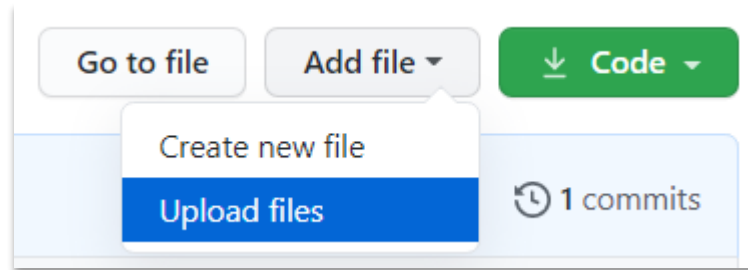 Go to file Add file Code
Create new file
Upload files
1 commits